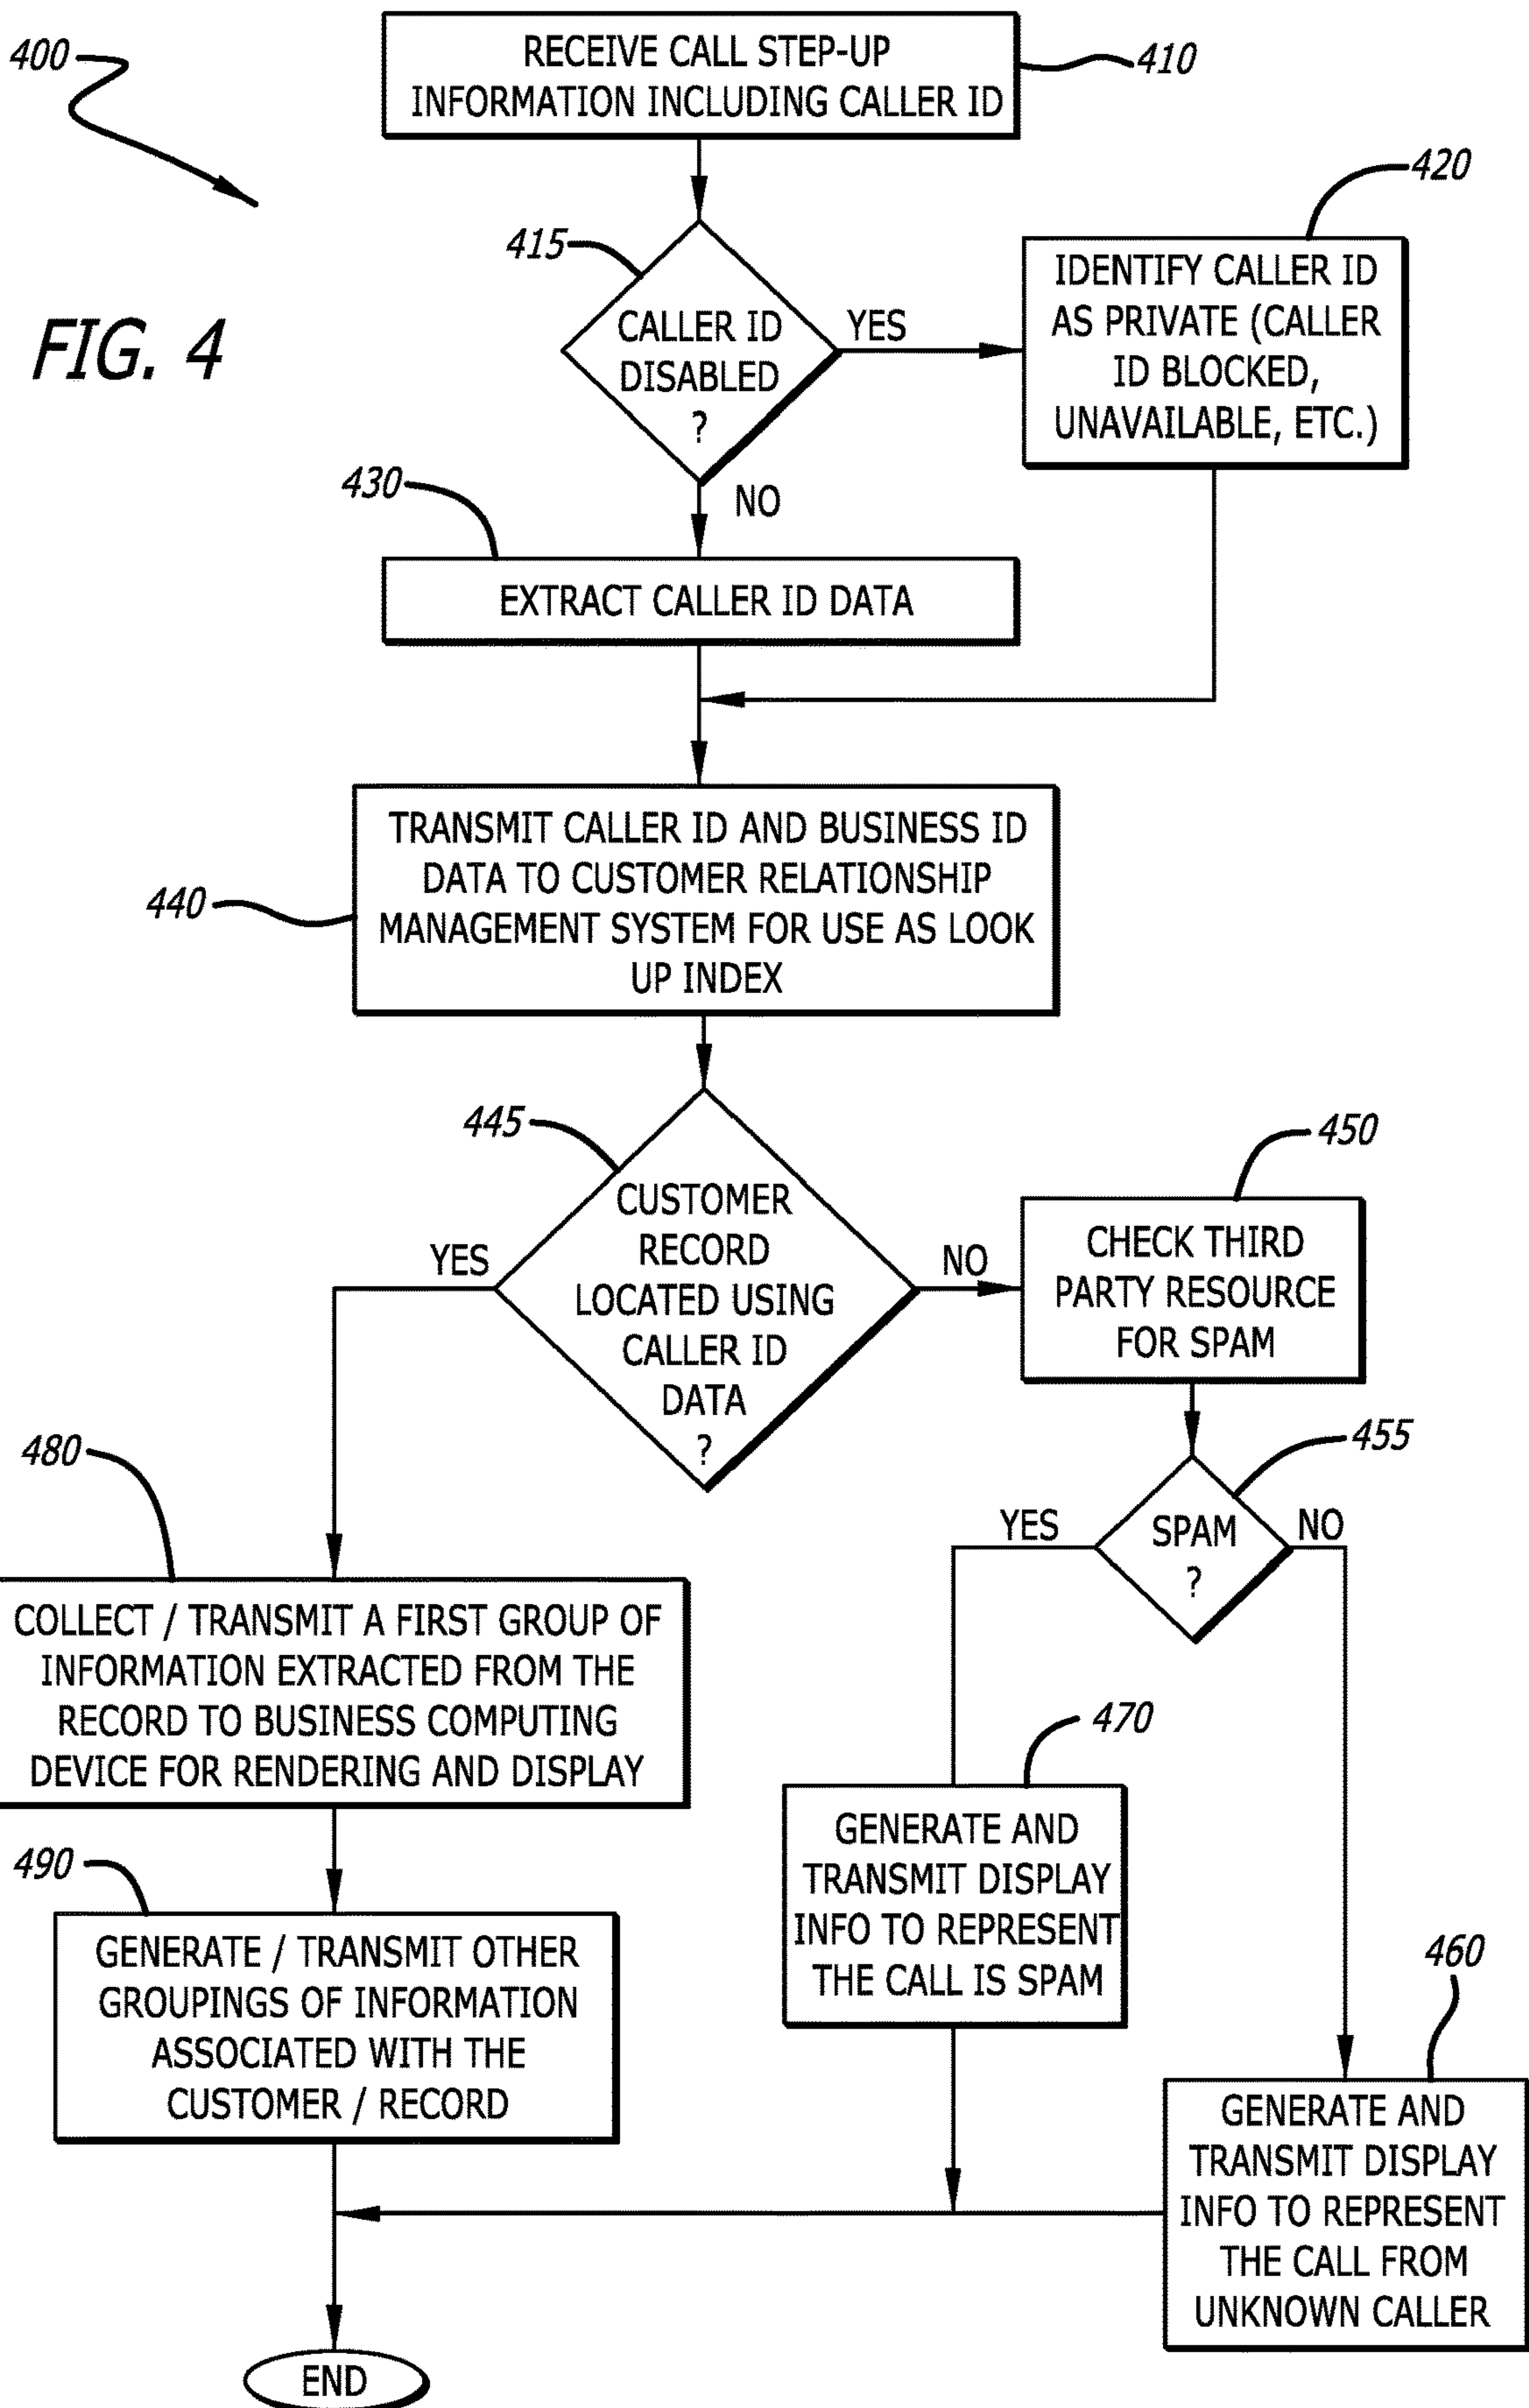 400
RECEIVE CALL STEP-UP
INFORMATION INCLUDING CALLER ID
410
FIG. 4
415
CALLER ID
DISABLED
?
YES
NO
420
IDENTIFY CALLER ID
AS PRIVATE (CALLER
ID BLOCKED,
UNAVAILABLE, ETC.)
430
EXTRACT CALLER ID DATA
440
TRANSMIT CALLER ID AND BUSINESS ID
DATA TO CUSTOMER RELATIONSHIP
MANAGEMENT SYSTEM FOR USE AS LOOK
UP INDEX
445
CUSTOMER
RECORD
LOCATED USING
CALLER ID
DATA
?
YES
NO
450
CHECK THIRD
PARTY RESOURCE
FOR SPAM
455
SPAM
?
YES
NO
480
COLLECT / TRANSMIT A FIRST GROUP OF
INFORMATION EXTRACTED FROM THE
RECORD TO BUSINESS COMPUTING
DEVICE FOR RENDERING AND DISPLAY
470
GENERATE AND
TRANSMIT DISPLAY
INFO TO REPRESENT
THE CALL IS SPAM
490
GENERATE / TRANSMIT OTHER
GROUPINGS OF INFORMATION
ASSOCIATED WITH THE
CUSTOMER / RECORD
460
GENERATE AND
TRANSMIT DISPLAY
INFO TO REPRESENT
THE CALL FROM
UNKNOWN CALLER
END